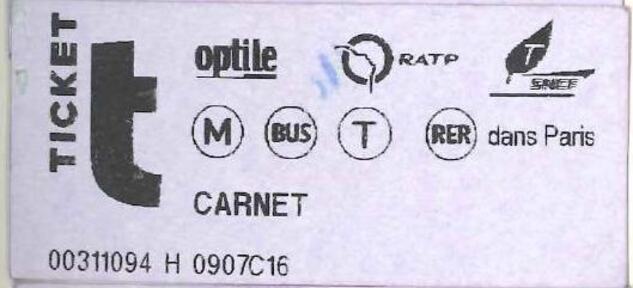 TICKET
t
optile RATP T SNCF
M BUS T RER dans Paris
CARNET
00311094 H 0907C16